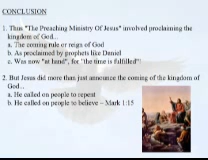 CONCLUSION
1. Thus "The Preaching Ministry Of Jesus" involved proclaiming the
kingdom of God...
a. The coming rule or reign of God
b. As proclaimed by prophets like Daniel
c. Was now "at hand", for "the time is fulfilled"!
2. But Jesus did more than just announce the coming of the kingdom of
God...
a. He called on people to repent
b. He called on people to believe - Mark 1:15